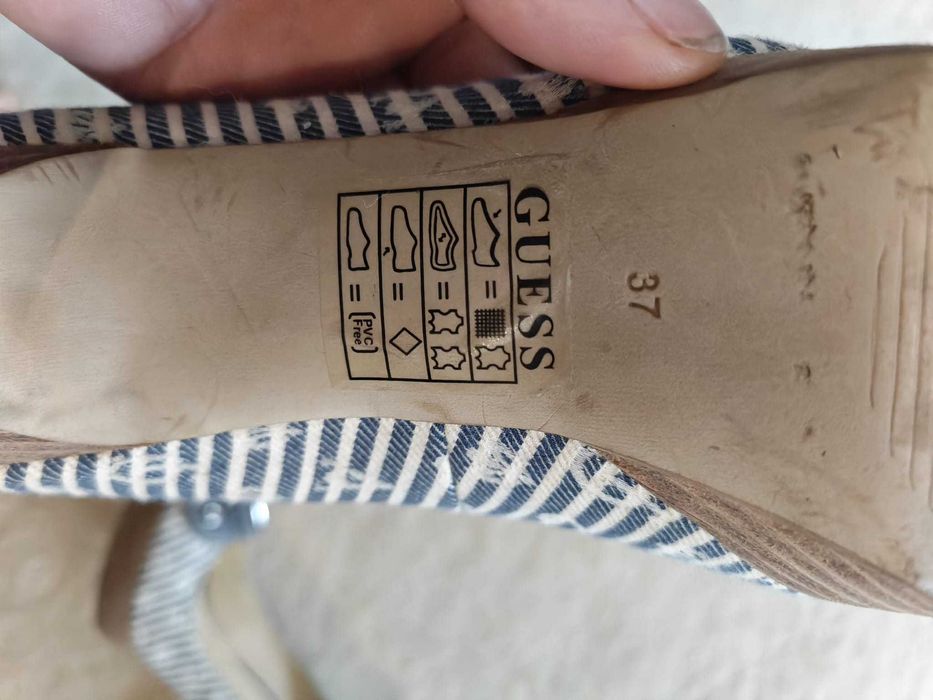 GUESS
=
=
=
= (PVC
Free)
37